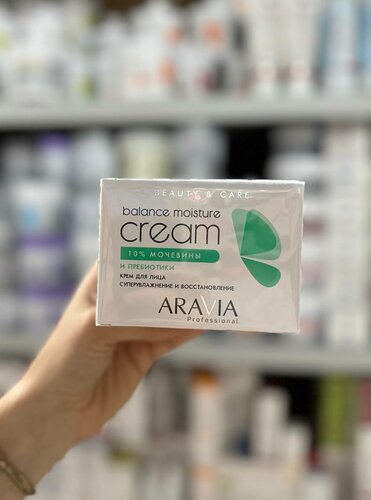 BEAUTY & CARE
balance moisture
cream
10% МОЧЕВИНЫ
И ПРЕБИОТИКИ
КРЕМ ДЛЯ ЛИЦА
СУПЕРУВЛАЖНЕНИЕ И ВОССТАНОВЛЕНИЕ
ARAVIA
Professional